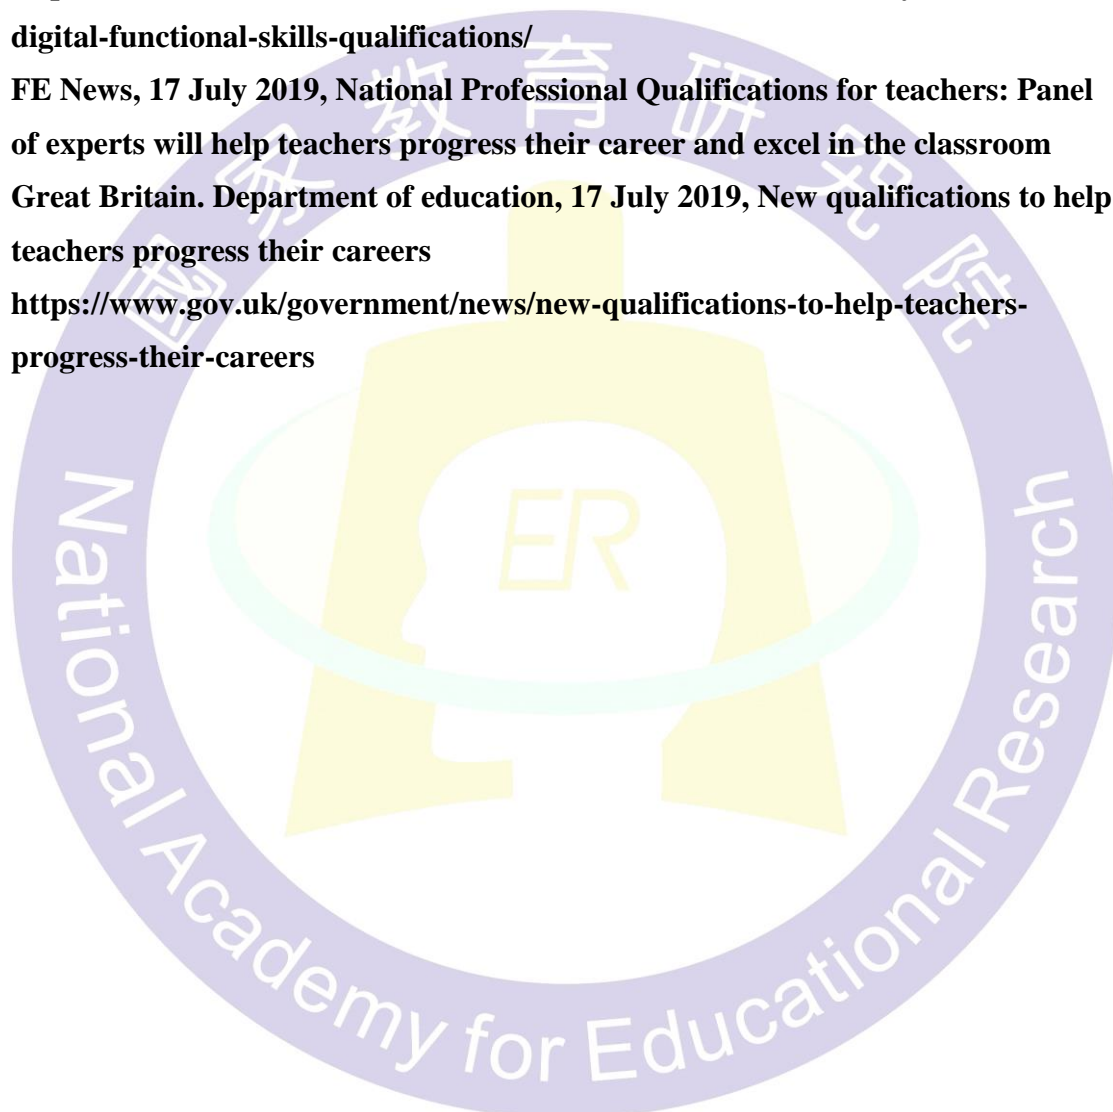 digital-functional-skills-qualifications/
FE News, 17 July 2019, National Professional Qualifications for teachers: Panel
of experts will help teachers progress their career and excel in the classroom
Great Britain. Department of education, 17 July 2019, New qualifications to help
teachers progress their careers
https://www.gov.uk/government/news/new-qualifications-to-help-teachers-
progress-their-careers
國家教育研究院
ER
National Academy for Educational Research